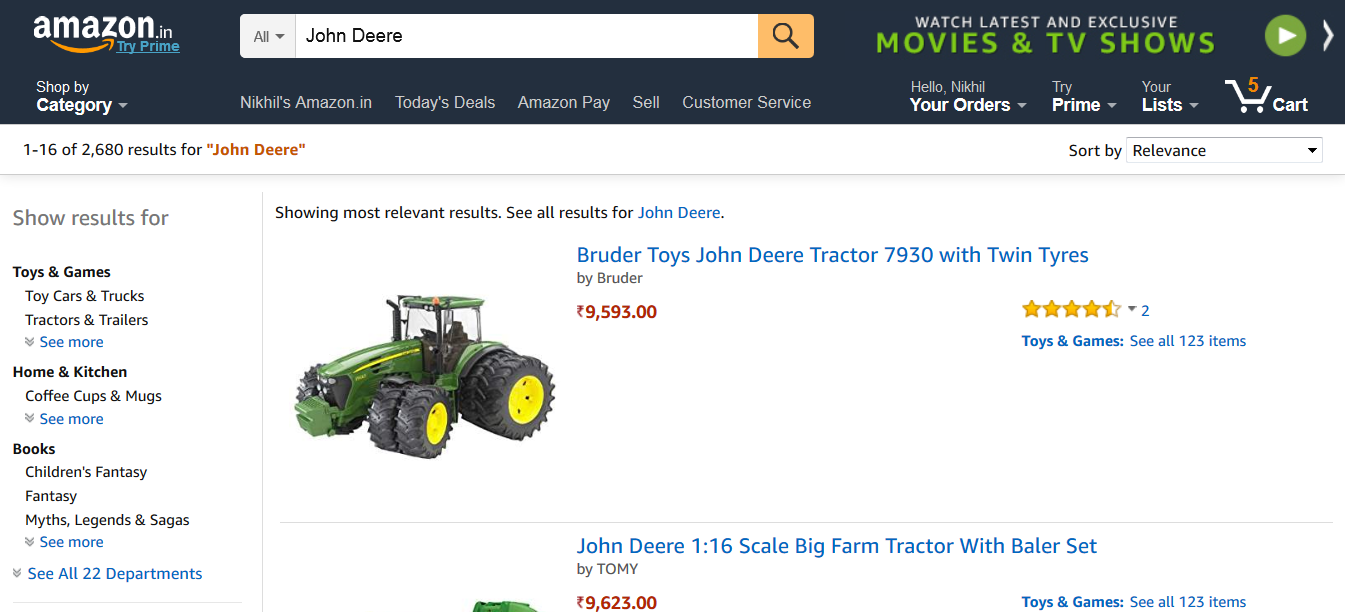 amazon.in
Try Prime
All
John Deere
WATCH LATEST AND EXCLUSIVE
MOVIES & TV SHOWS
Shop by
Category
Nikhil's Amazon.in
Today's Deals
Amazon Pay
Sell
Customer Service
Hello, Nikhil
Your Orders
Try
Prime
Your
Lists
5
Cart
1-16 of 2,680 results for "John Deere"
Sort by Relevance
Show results for
Toys & Games
Toy Cars & Trucks
Tractors & Trailers
See more
Home & Kitchen
Coffee Cups & Mugs
See more
Books
Children's Fantasy
Fantasy
Myths, Legends & Sagas
See more
See All 22 Departments
Showing most relevant results. See all results for John Deere.
Bruder Toys John Deere Tractor 7930 with Twin Tyres
by Bruder
₹9,593.00
2
Toys & Games: See all 123 items
John Deere 1:16 Scale Big Farm Tractor With Baler Set
by TOMY
₹9,623.00
Toys & Games: See all 123 items